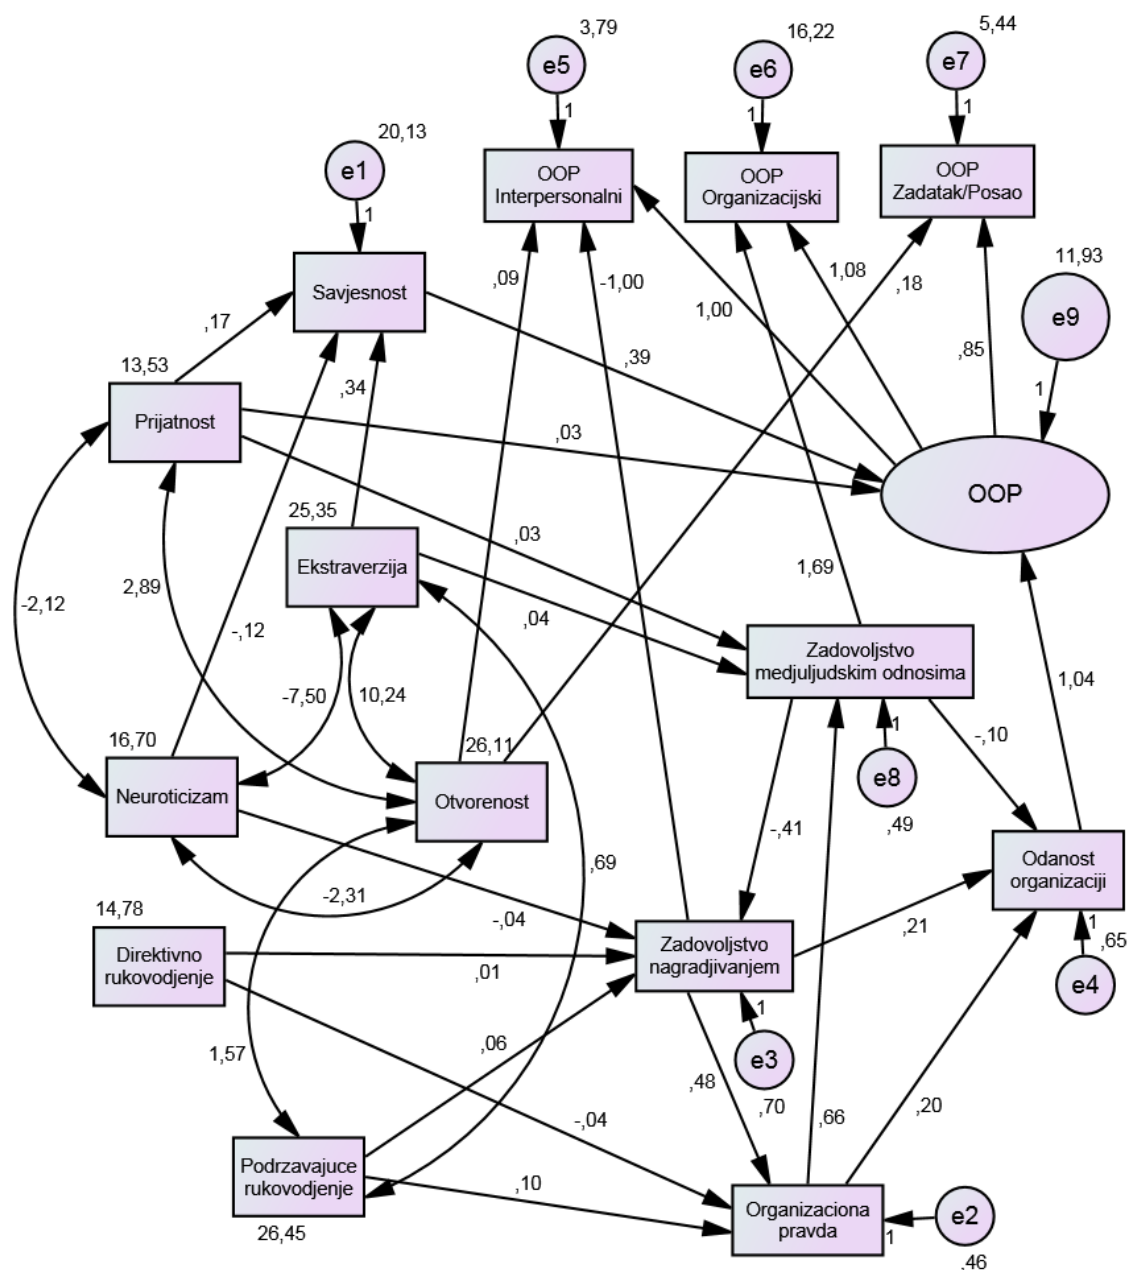 3,79
16,22
5,44
e5
e6
e7
1
1
1
20,13
e1
1
OOP
Interpersonalni
OOP
Organizacijski
OOP
Zadatak/Posao
11,93
e9
1
Savjesnost
,09
-1,00
1,00
1,08
,18
,85
,17
,39
13,53
Prijatnost
,34
,03
OOP
25,35
Ekstraverzija
,03
,04
1,69
-2,12
2,89
-,12
Zadovoljstvo
medjuljudskim odnosima
1,04
-7,50
10,24
16,70
Neuroticizam
26,11
Otvorenost
1
e8
,49
-,10
-,41
,69
-2,31
-,04
Odanost
organizaciji
1
,65
e4
14,78
Direktivno
rukovodjenje
,01
Zadovoljstvo
nagradjivanjem
,21
1
e3
,70
1,57
,06
,48
-,04
,66
,20
Podrzavajuce
rukovodjenje
26,45
,10
Organizaciona
pravda
1
e2
,46